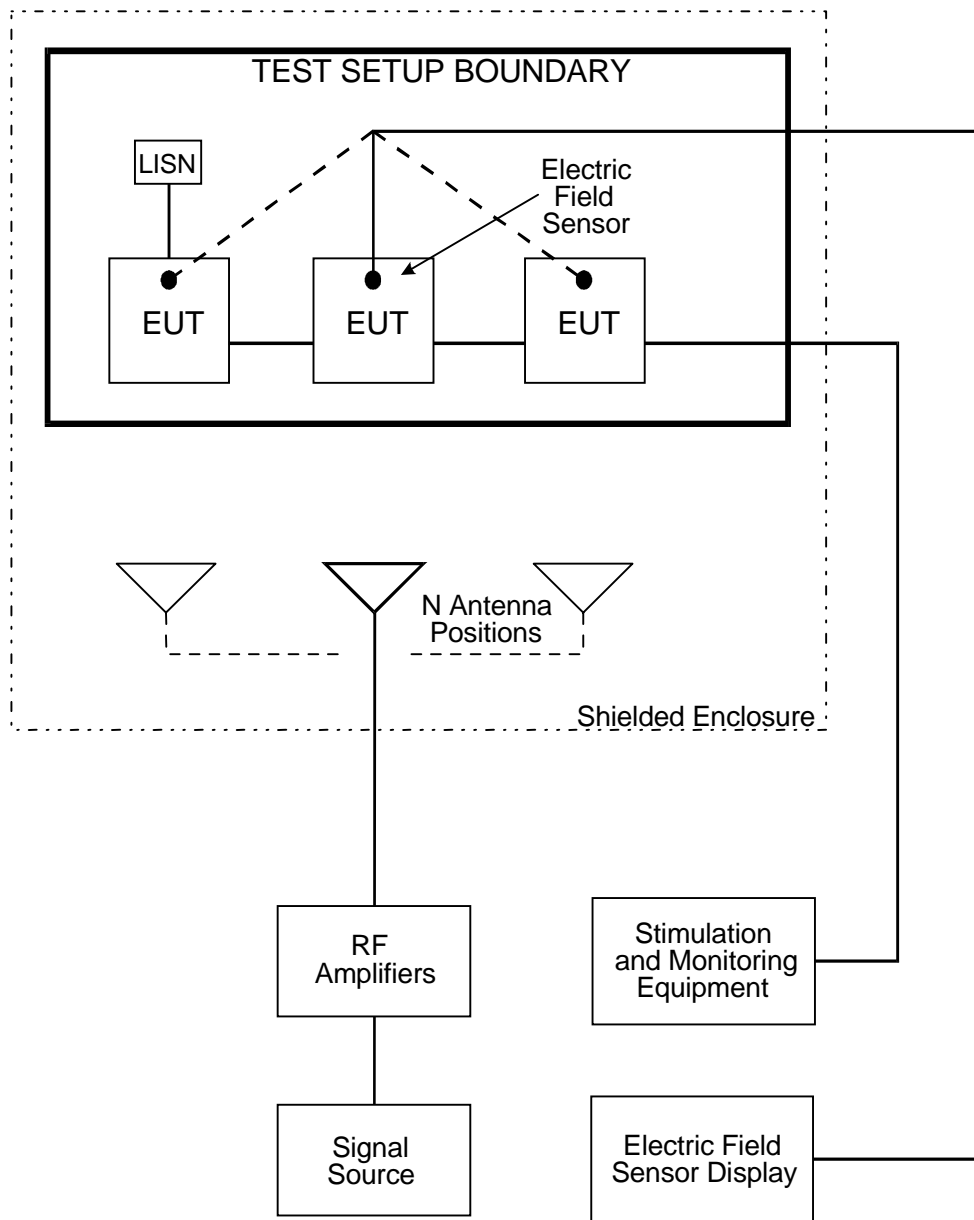 TEST SETUP BOUNDARY
LISN
Electric
Field
Sensor
EUT
EUT
EUT
N Antenna
Positions
Shielded Enclosure
RF
Amplifiers
Stimulation
and Monitoring
Equipment
Signal
Source
Electric Field
Sensor Display